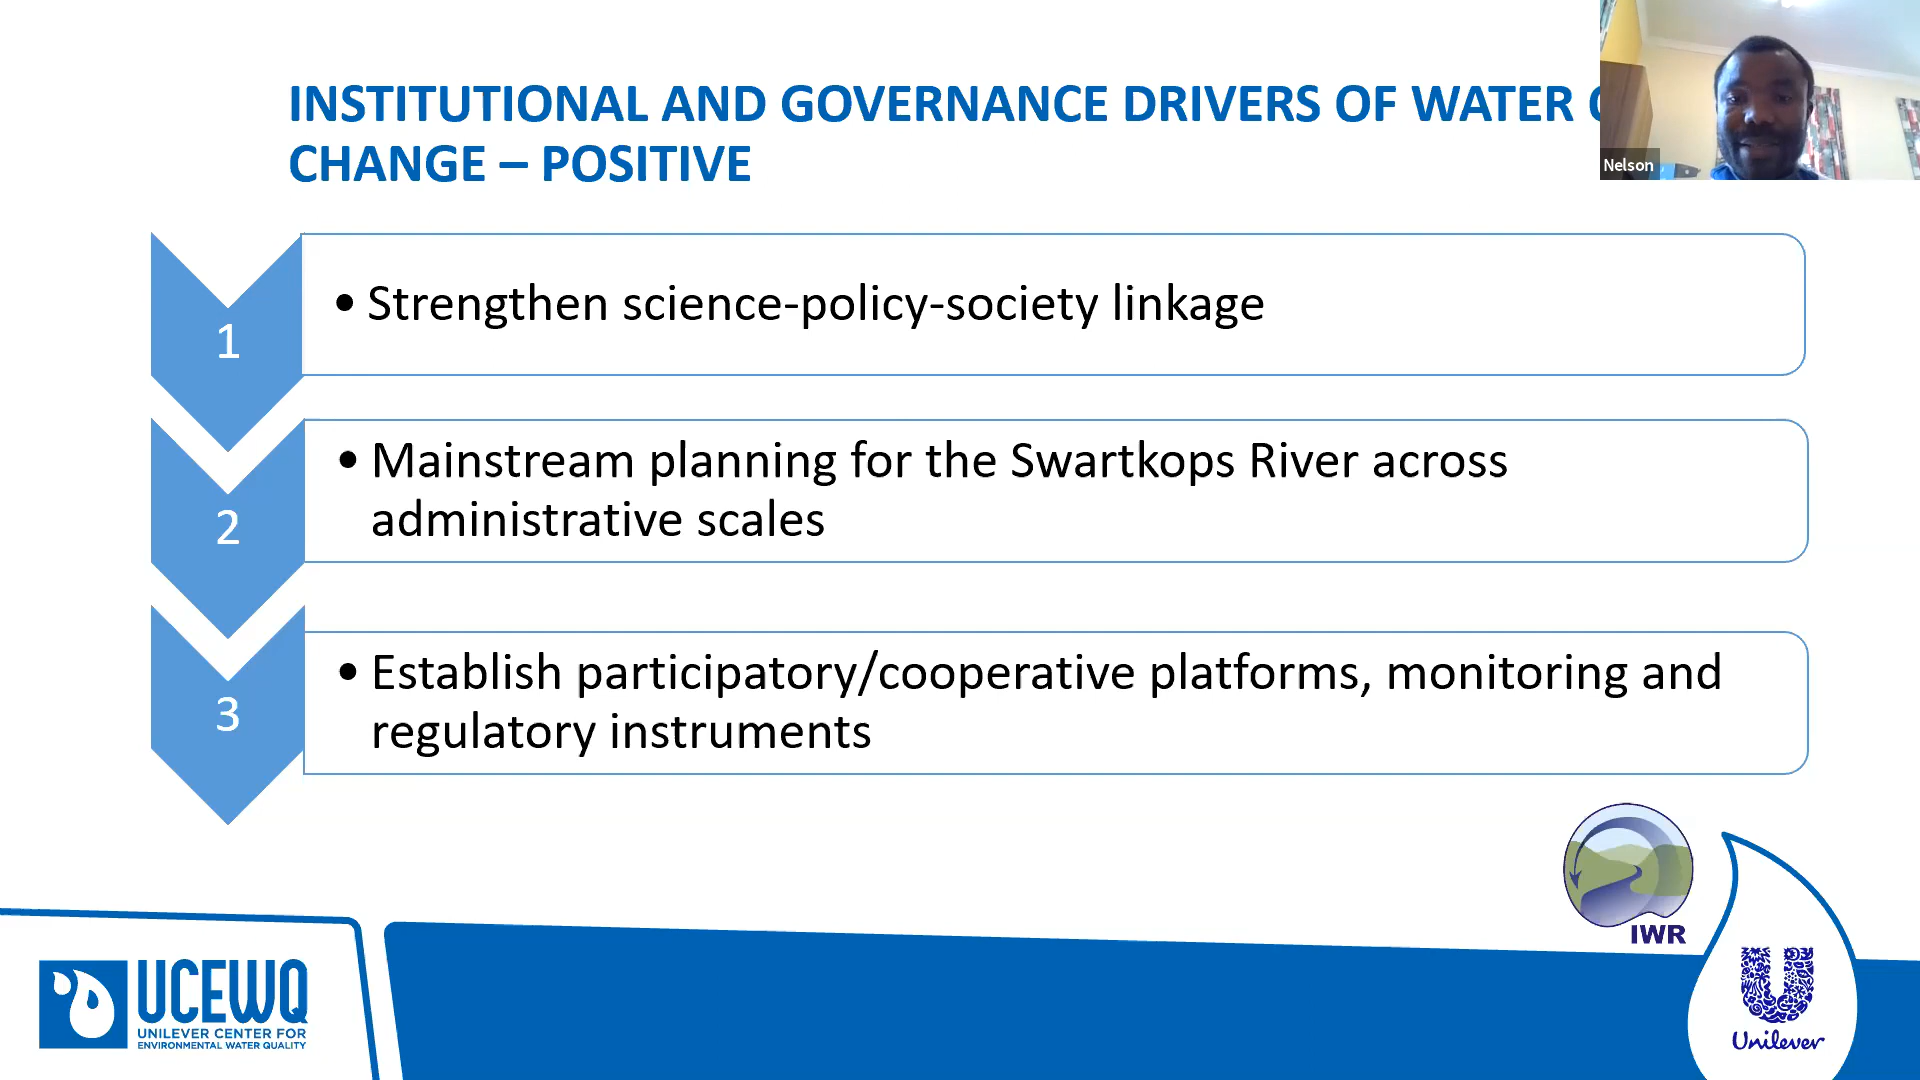 INSTITUTIONAL AND GOVERNANCE DRIVERS OF WATER
CHANGE – POSITIVE
Nelson
1
• Strengthen science-policy-society linkage
2
• Mainstream planning for the Swartkops River across
administrative scales
3
• Establish participatory/cooperative platforms, monitoring and
regulatory instruments
IWR
UCEWQ
UNILEVER CENTER FOR
ENVIRONMENTAL WATER QUALITY
Unilever